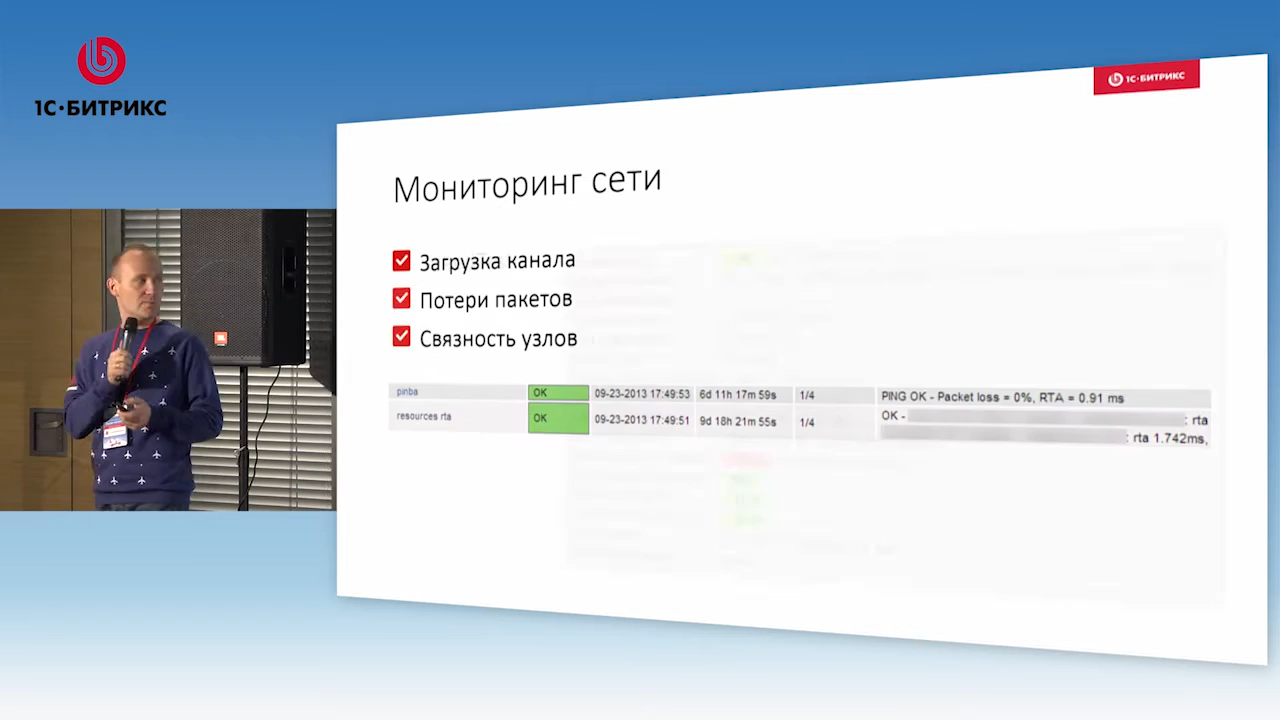 1С·БИТРИКС
1С·БИТРИКС
Мониторинг сети
Загрузка канала
Потери пакетов
Связность узлов
pinba OK 09-23-2013 17:49:53 6d 11h 17m 59s 1/4 PING OK - Packet loss = 0%, RTA = 0.91 ms
resources rta OK 09-23-2013 17:49:51 9d 18h 21m 55s 1/4 OK - : rta
: rta 1.742ms,